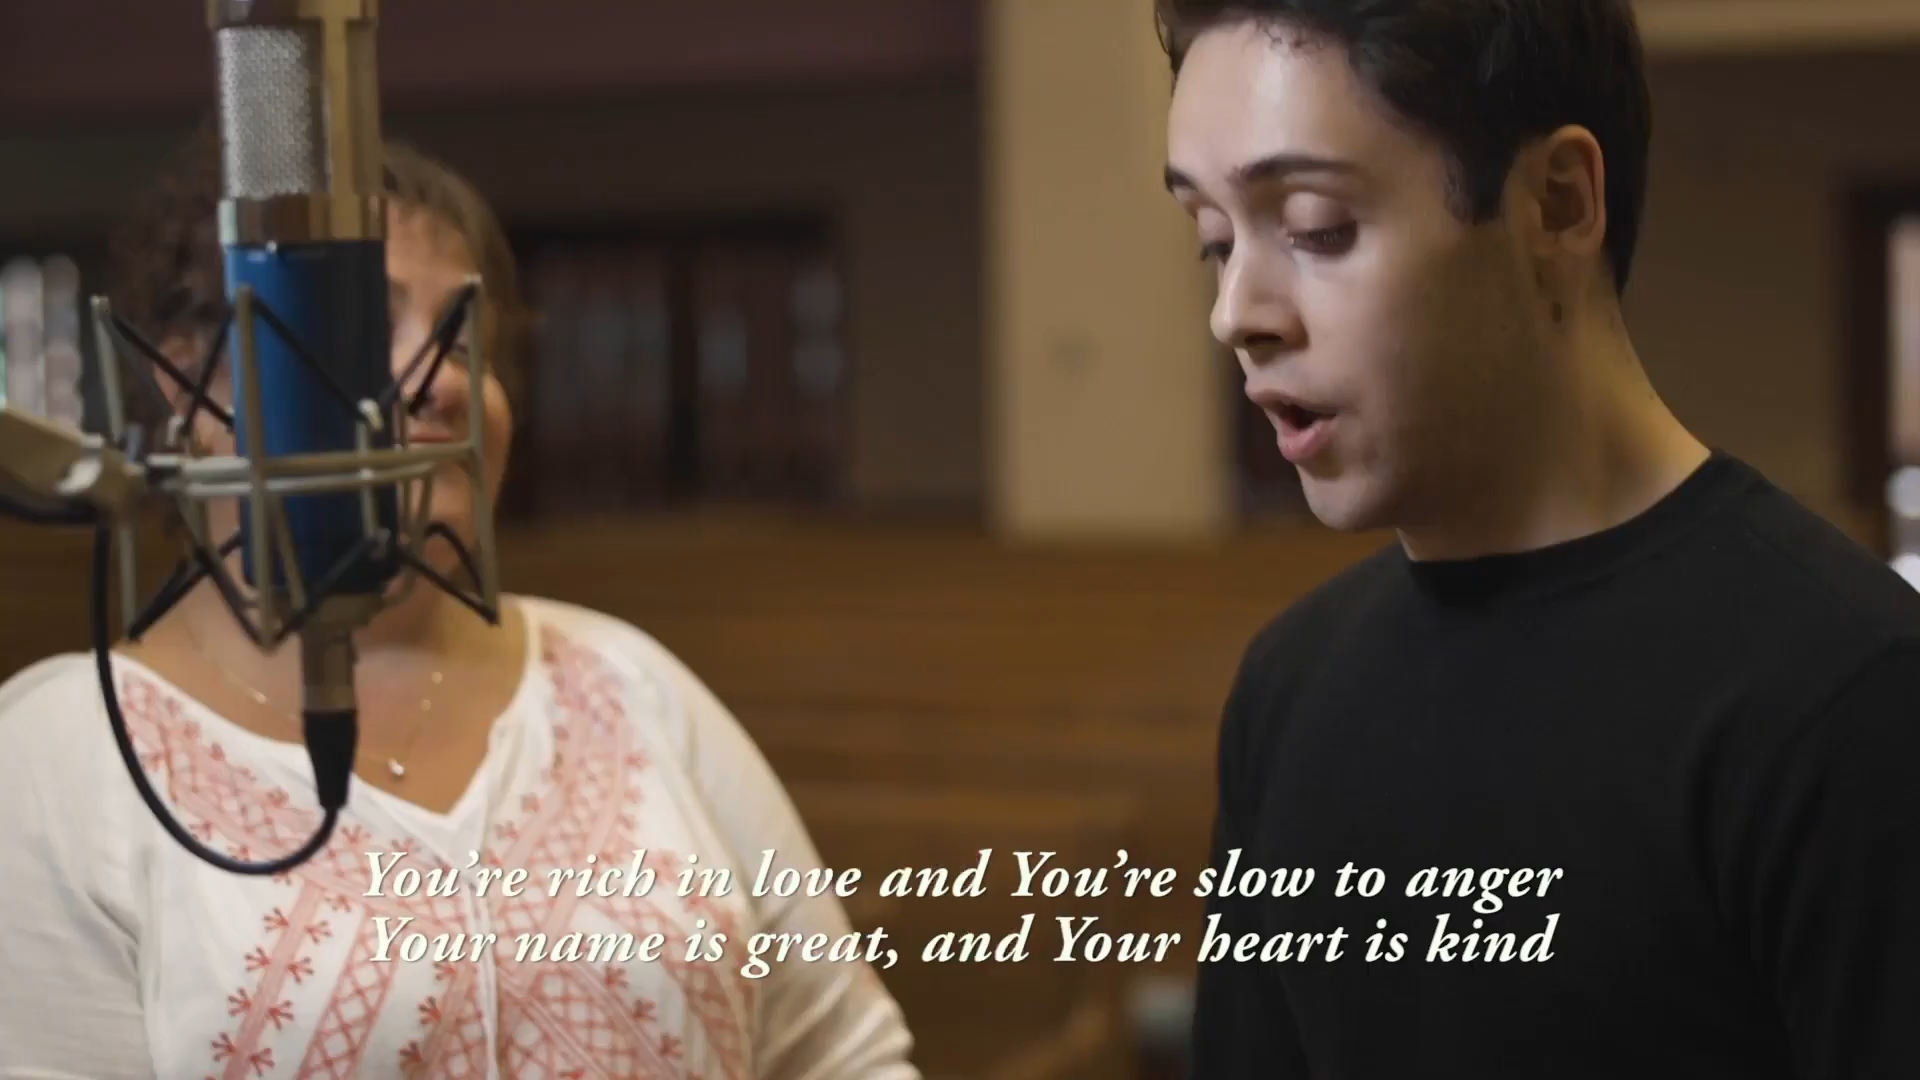 You're rich in love and You're slow to anger
Your name is great, and Your heart is kind